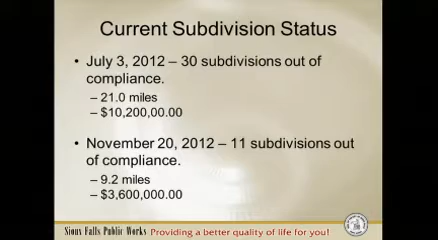 Current Subdivision Status
• July 3, 2012 – 30 subdivisions out of
compliance.
– 21.0 miles
– $10,200,00.00
• November 20, 2012 – 11 subdivisions out
of compliance.
– 9.2 miles
– $3,600,000.00
Sioux Falls Public Works Providing a better quality of life for you!